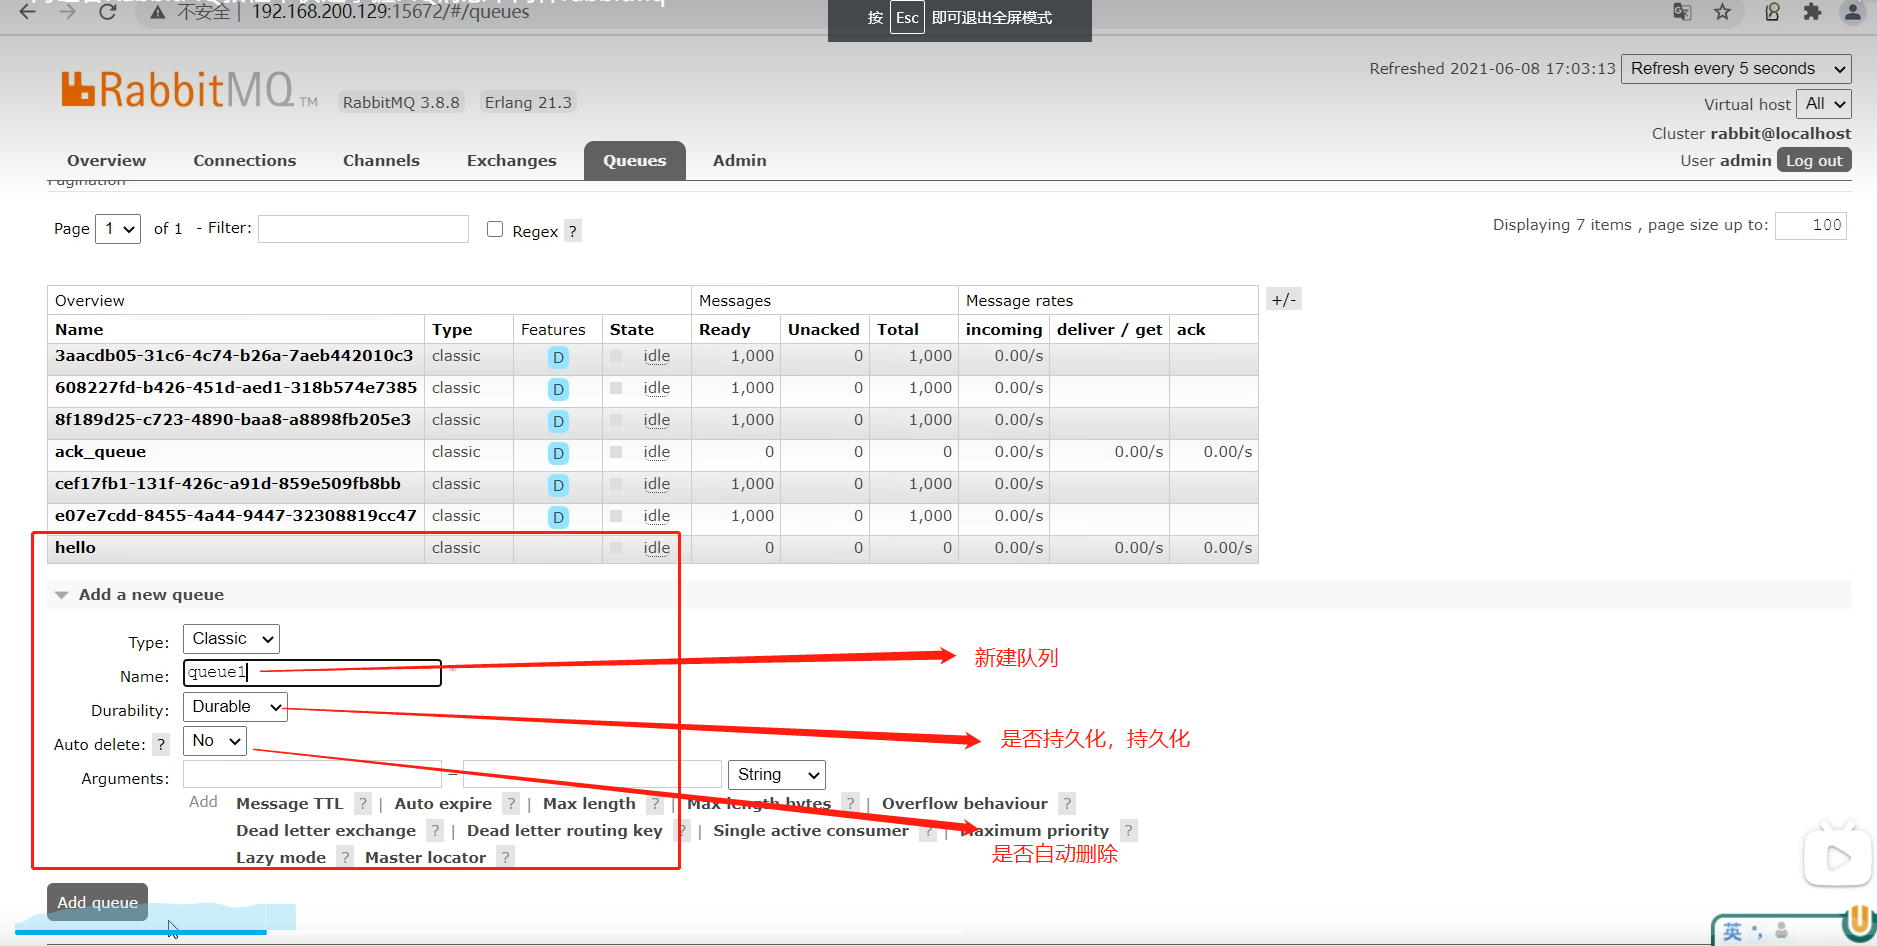 不安全 | 192.168.200.129:15672/#/queues
按 Esc 即可退出全屏模式
RabbitMQ TM RabbitMQ 3.8.8 Erlang 21.3
Refreshed 2021-06-08 17:03:13 Refresh every 5 seconds
Virtual host All
Cluster rabbit@localhost
User admin Log out
Overview Connections Channels Exchanges Queues Admin
Pagination
Page 1 of 1 - Filter: Regex ?
Displaying 7 items , page size up to: 100
Overview Messages Message rates +/-
Name Type Features State Ready Unacked Total incoming deliver / get ack
3aacdb05-31c6-4c74-b26a-7aeb442010c3 classic D idle 1,000 0 1,000 0.00/s
608227fd-b426-451d-aed1-318b574e7385 classic D idle 1,000 0 1,000 0.00/s
8f189d25-c723-4890-baa8-a8898fb205e3 classic D idle 1,000 0 1,000 0.00/s
ack_queue classic D idle 0 0 0 0.00/s 0.00/s 0.00/s
cef17fb1-131f-426c-a91d-859e509fb8bb classic D idle 1,000 0 1,000 0.00/s
e07e7cdd-8455-4a44-9447-32308819cc47 classic D idle 1,000 0 1,000 0.00/s
hello classic idle 0 0 0 0.00/s 0.00/s 0.00/s
Add a new queue
Type: Classic
Name: queue1 *
新建队列
Durability: Durable
是否持久化，持久化
Auto delete: ? No
Arguments: = String
Add Message TTL ? | Auto expire ? | Max length ? | Max length bytes ? | Overflow behaviour ?
Dead letter exchange ? | Dead letter routing key ? | Single active consumer ? | Maximum priority ?
是否自动删除
Lazy mode ? Master locator ?
Add queue
英